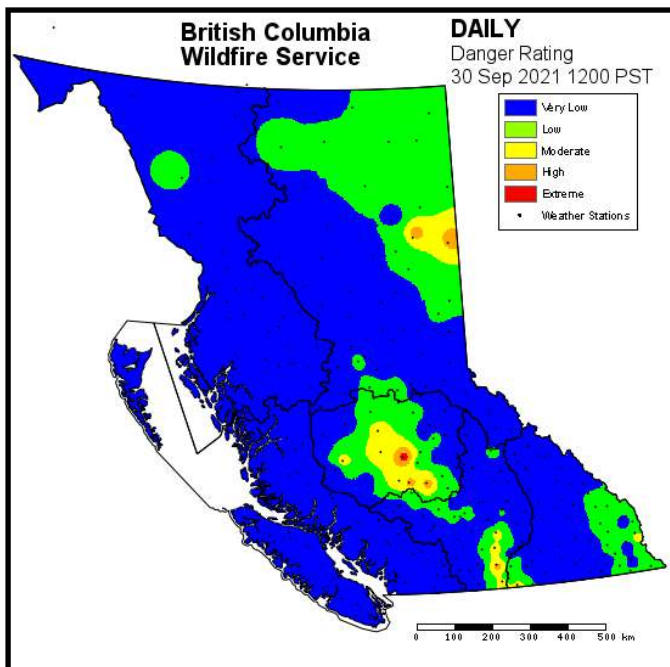 British Columbia
Wildfire Service
DAILY
Danger Rating
30 Sep 2021 1200 PST
Very Low
Low
Moderate
High
Extreme
Weather Stations
0 100 200 300 400 500 km